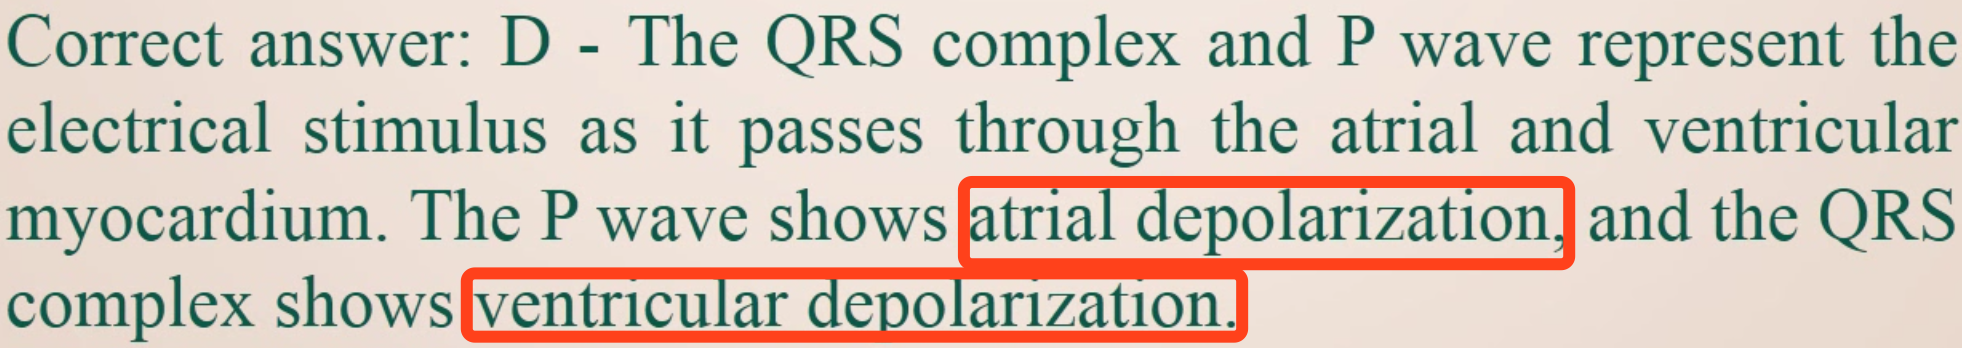 Correct answer: D - The QRS complex and P wave represent the
electrical stimulus as it passes through the atrial and ventricular
myocardium. The P wave shows atrial depolarization, and the QRS
complex shows ventricular depolarization.